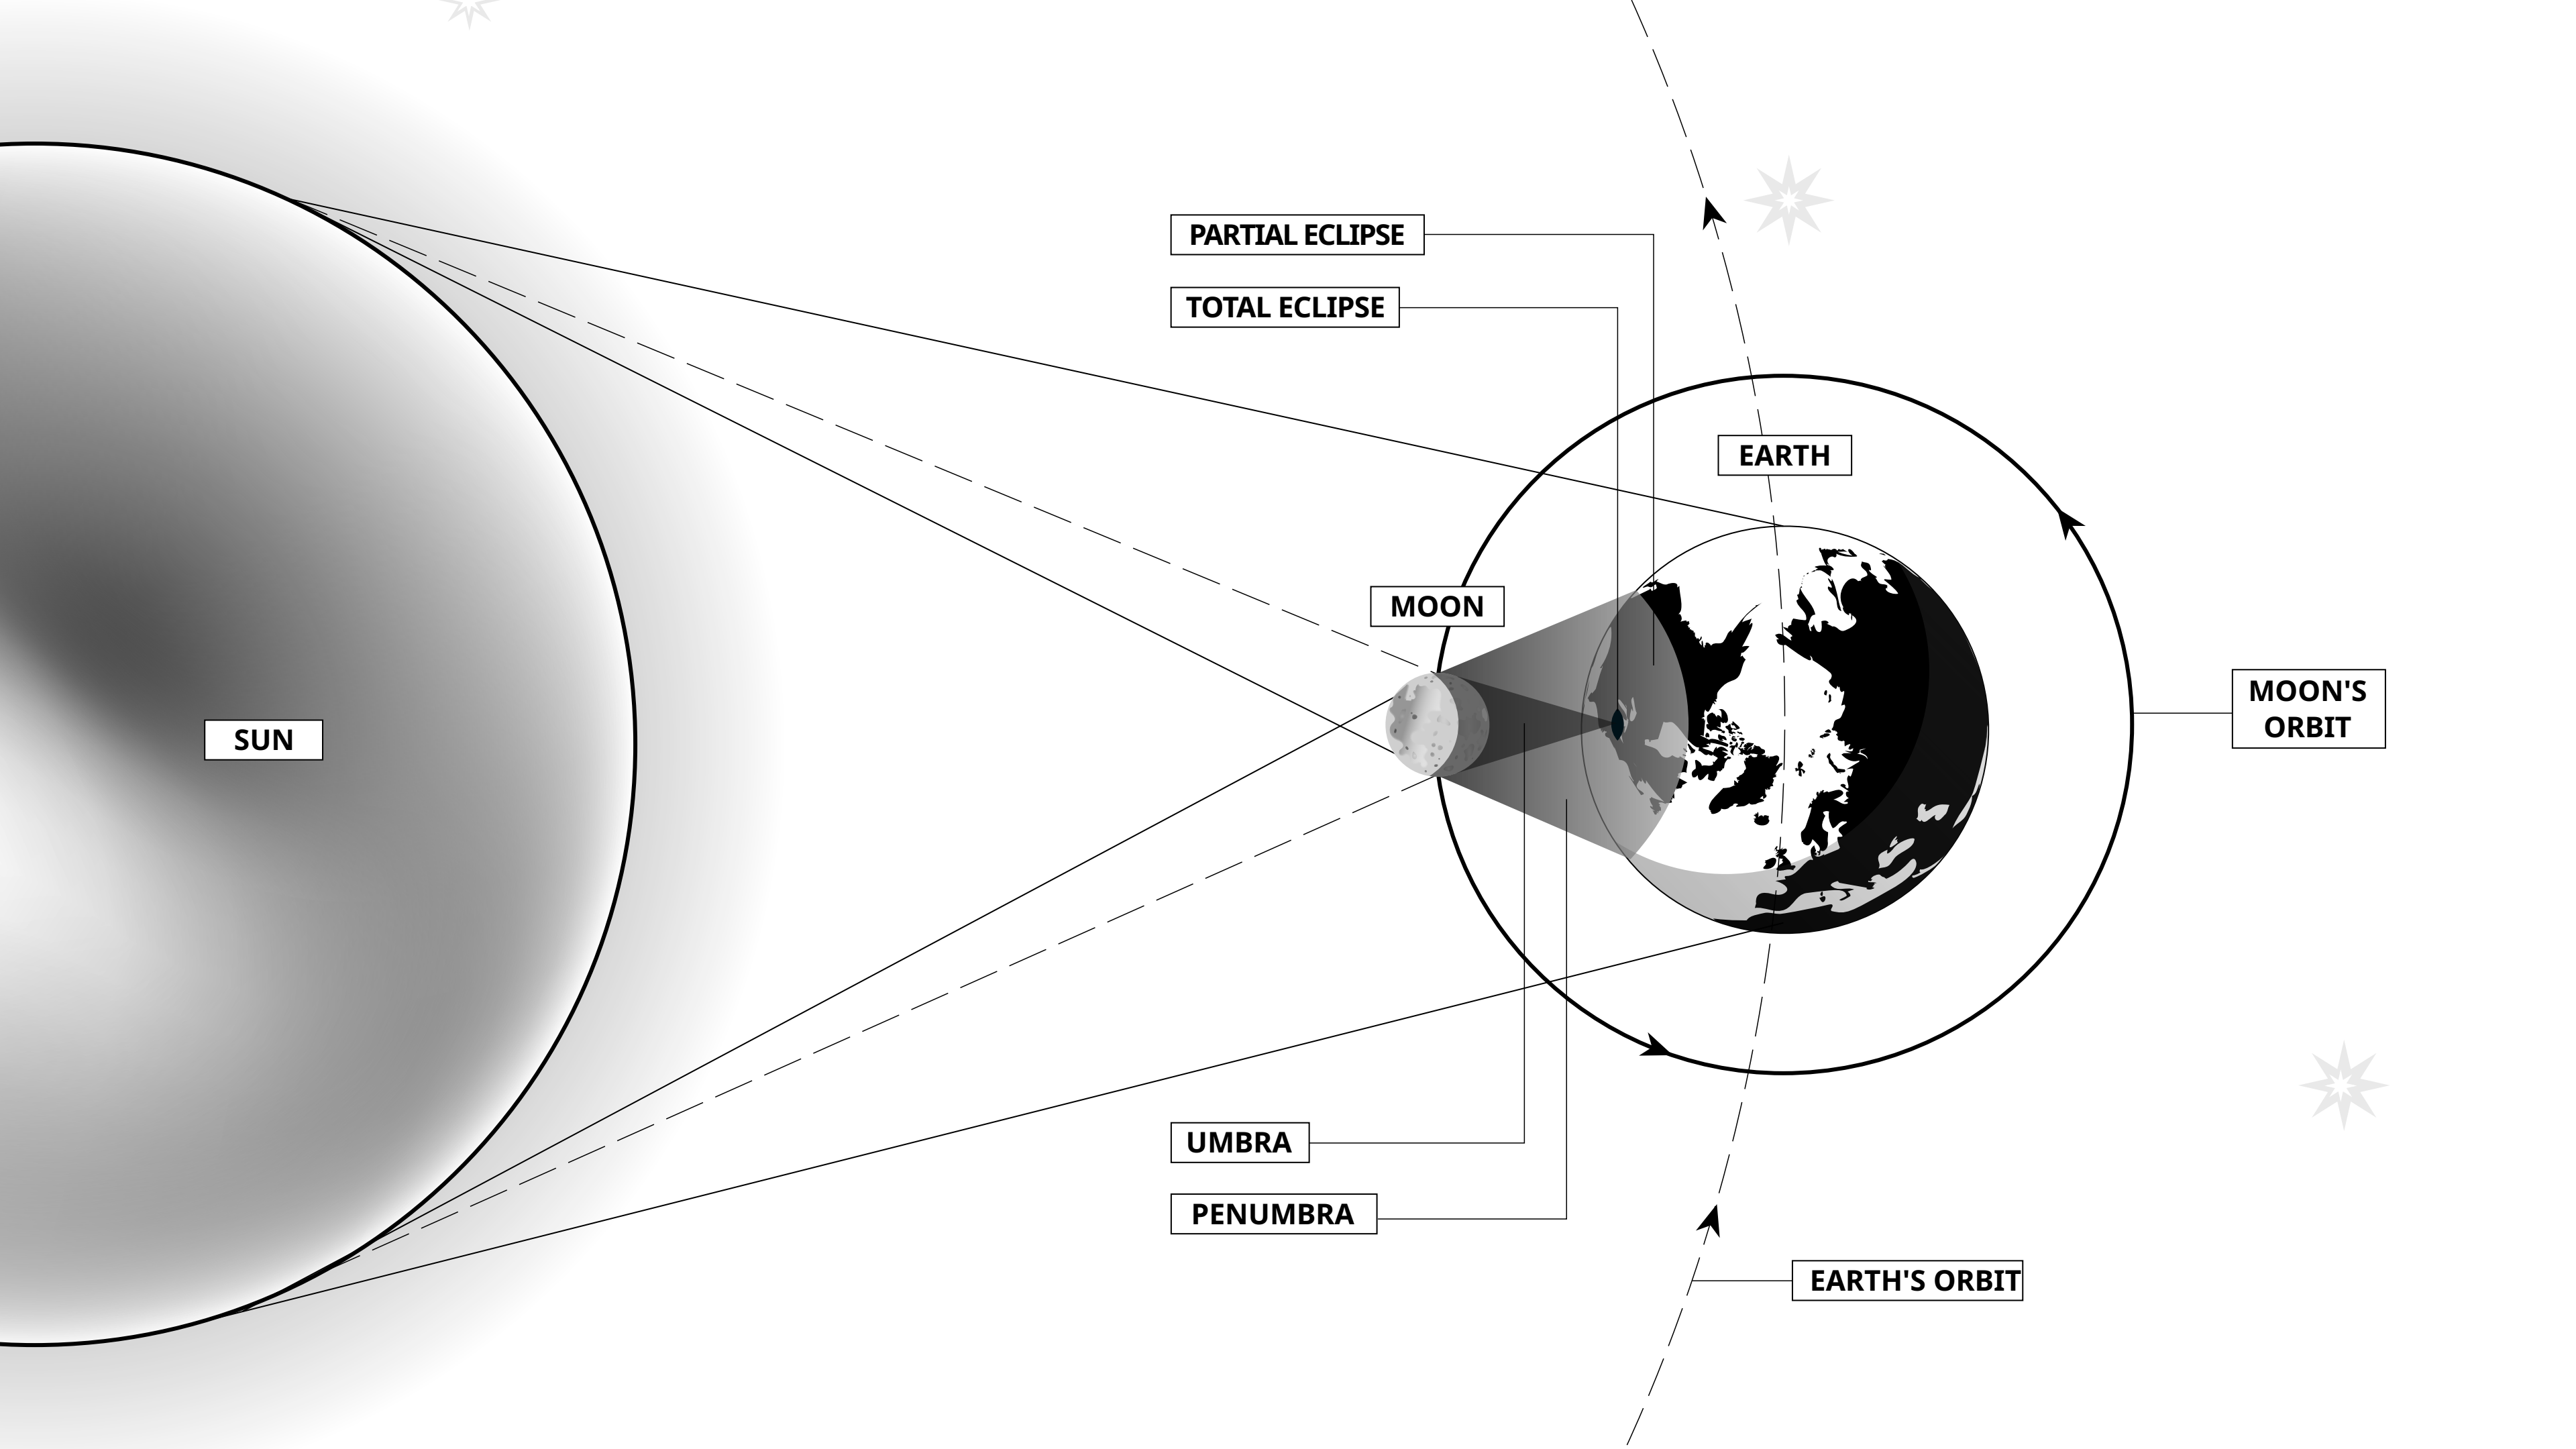 PARTIAL ECLIPSE
TOTAL ECLIPSE
EARTH
MOON
MOON'S
ORBIT
SUN
UMBRA
PENUMBRA
EARTH'S ORBIT